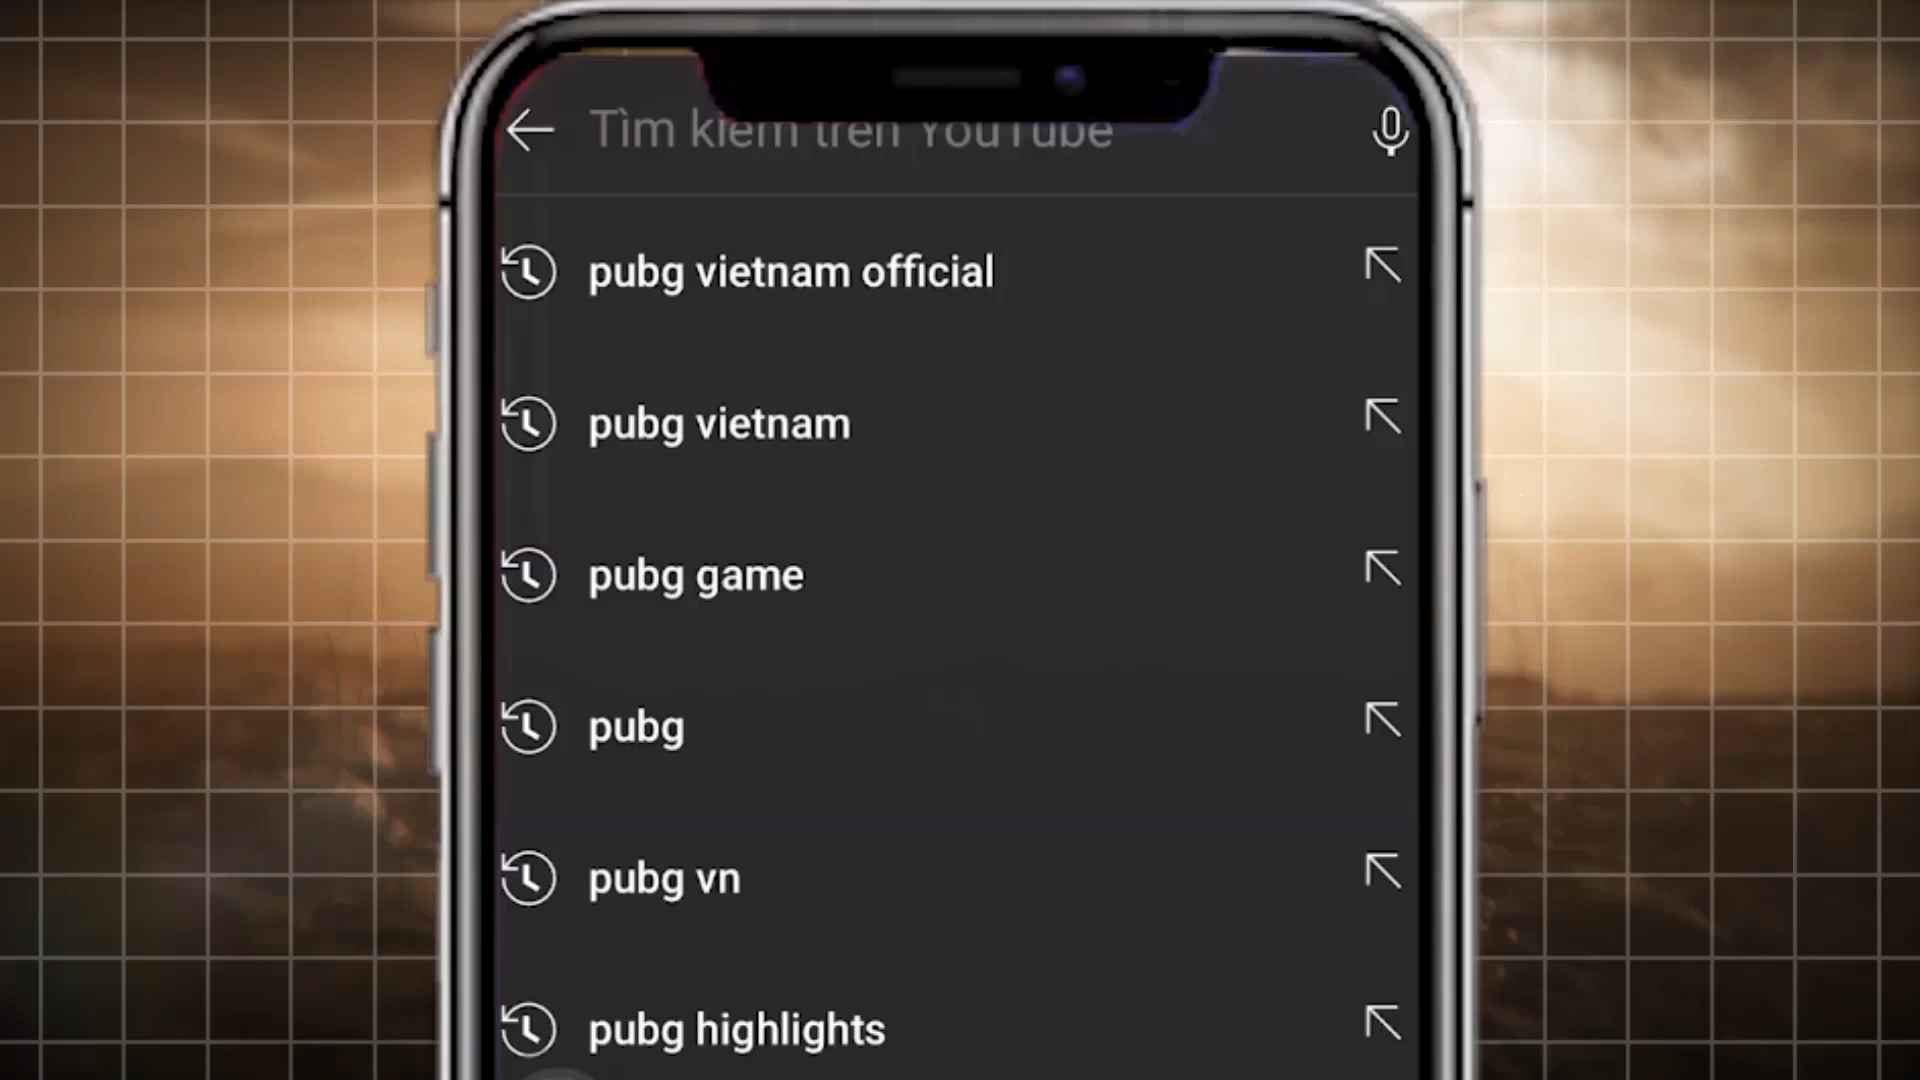 Tìm kiếm trên YouTube
pubg vietnam official
pubg vietnam
pubg game
pubg
pubg vn
pubg highlights